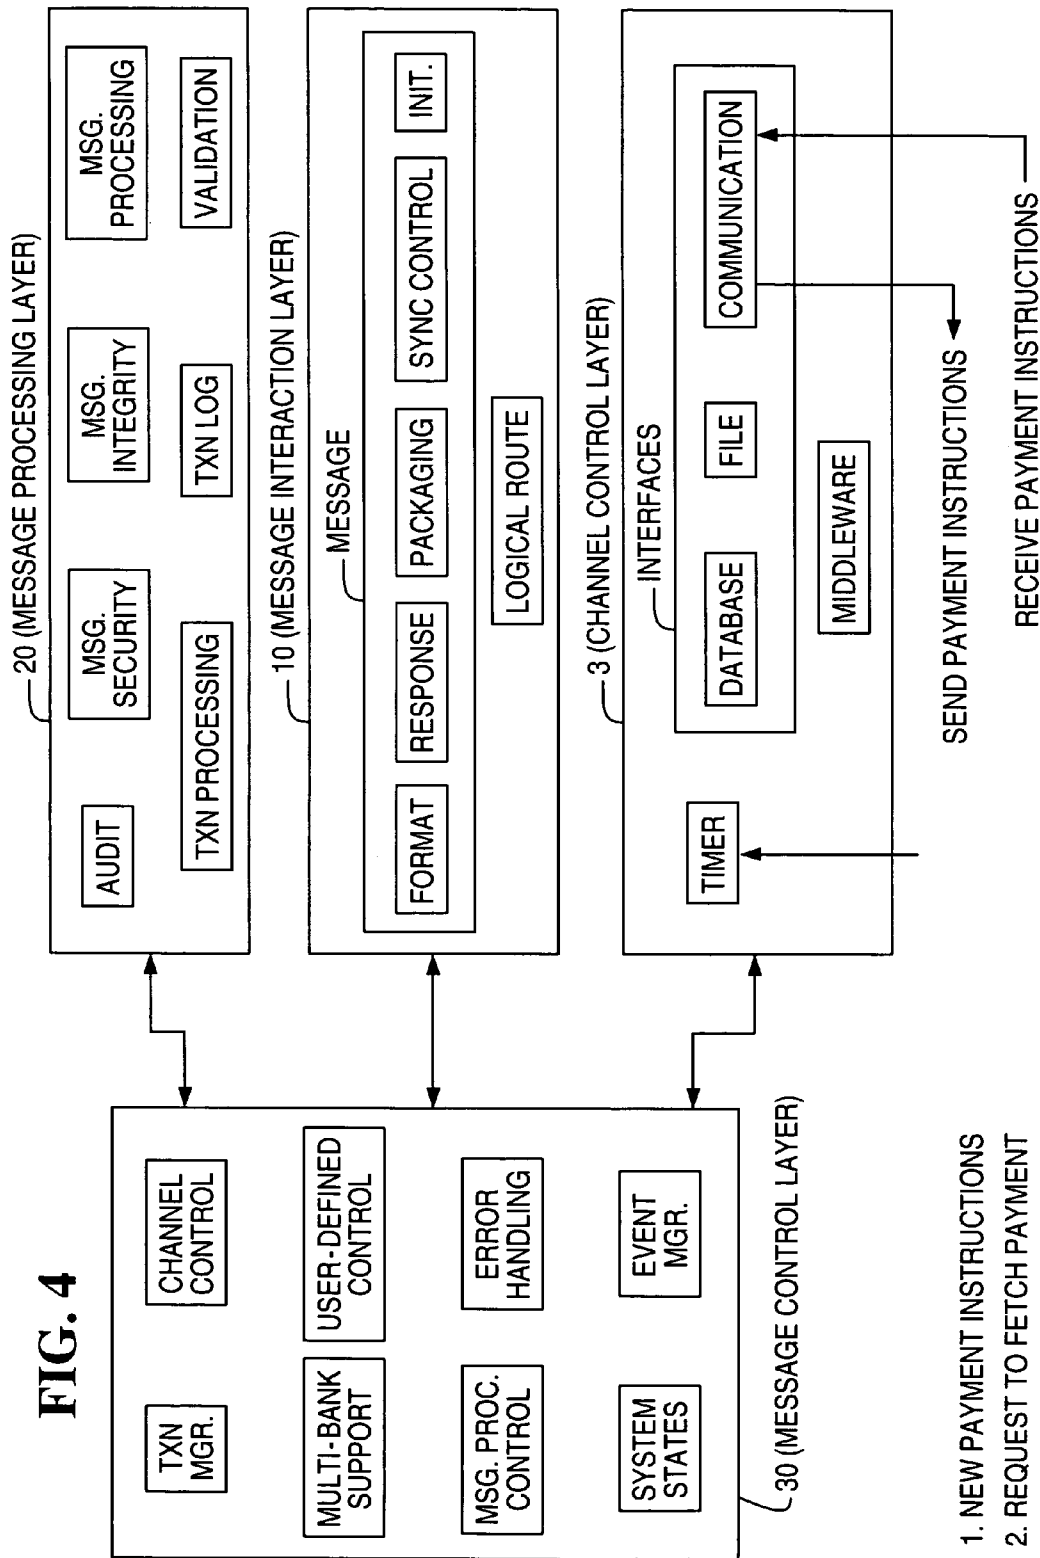 FIG. 4
TXN
MGR.
CHANNEL
CONTROL
MULTI-BANK
SUPPORT
USER-DEFINED
CONTROL
MSG. PROC.
CONTROL
ERROR
HANDLING
SYSTEM
STATES
EVENT
MGR.
30 (MESSAGE CONTROL LAYER)
1. NEW PAYMENT INSTRUCTIONS
2. REQUEST TO FETCH PAYMENT
20 (MESSAGE PROCESSING LAYER)
AUDIT
MSG.
SECURITY
MSG.
INTEGRITY
MSG.
PROCESSING
TXN PROCESSING
TXN LOG
VALIDATION
10 (MESSAGE INTERACTION LAYER)
MESSAGE
FORMAT
RESPONSE
PACKAGING
SYNC CONTROL
INIT.
LOGICAL ROUTE
3 (CHANNEL CONTROL LAYER)
INTERFACES
TIMER
DATABASE
FILE
COMMUNICATION
MIDDLEWARE
SEND PAYMENT INSTRUCTIONS
RECEIVE PAYMENT INSTRUCTIONS